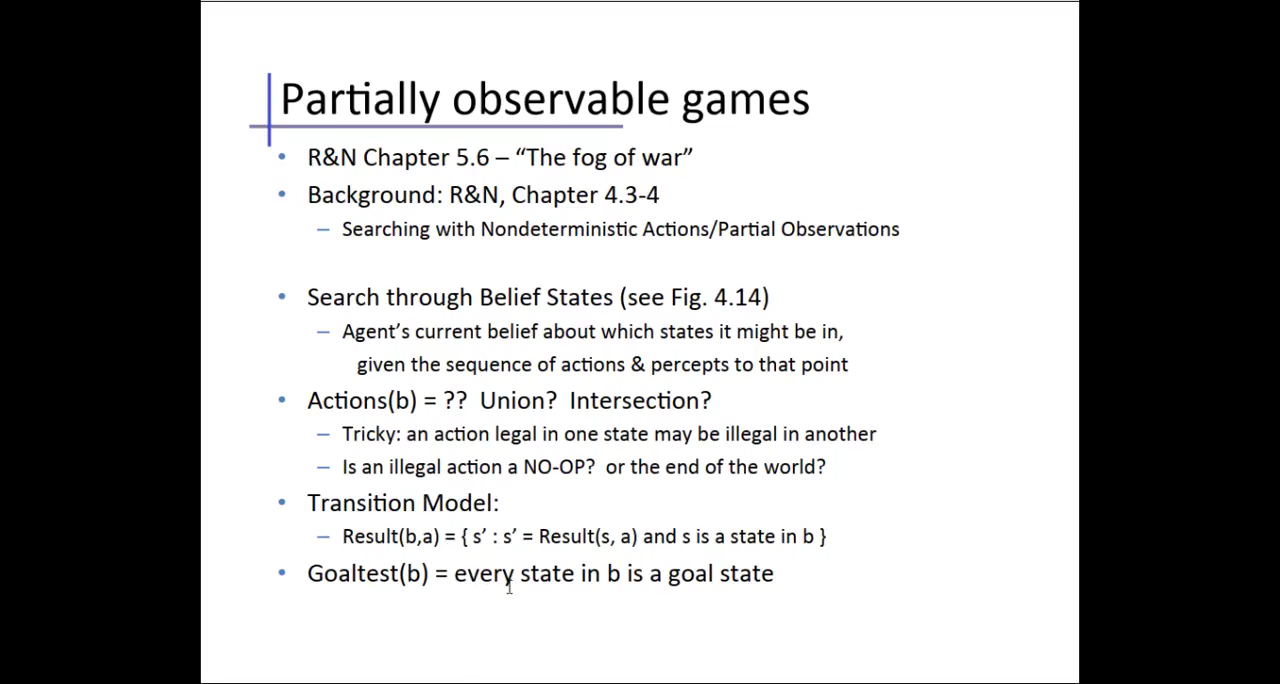 Partially observable games
• R&N Chapter 5.6 – “The fog of war”
• Background: R&N, Chapter 4.3-4
– Searching with Nondeterministic Actions/Partial Observations
• Search through Belief States (see Fig. 4.14)
– Agent’s current belief about which states it might be in,
given the sequence of actions & percepts to that point
• Actions(b) = ?? Union? Intersection?
– Tricky: an action legal in one state may be illegal in another
– Is an illegal action a NO-OP? or the end of the world?
• Transition Model:
– Result(b,a) = { s’ : s’ = Result(s, a) and s is a state in b }
• Goaltest(b) = every state in b is a goal state